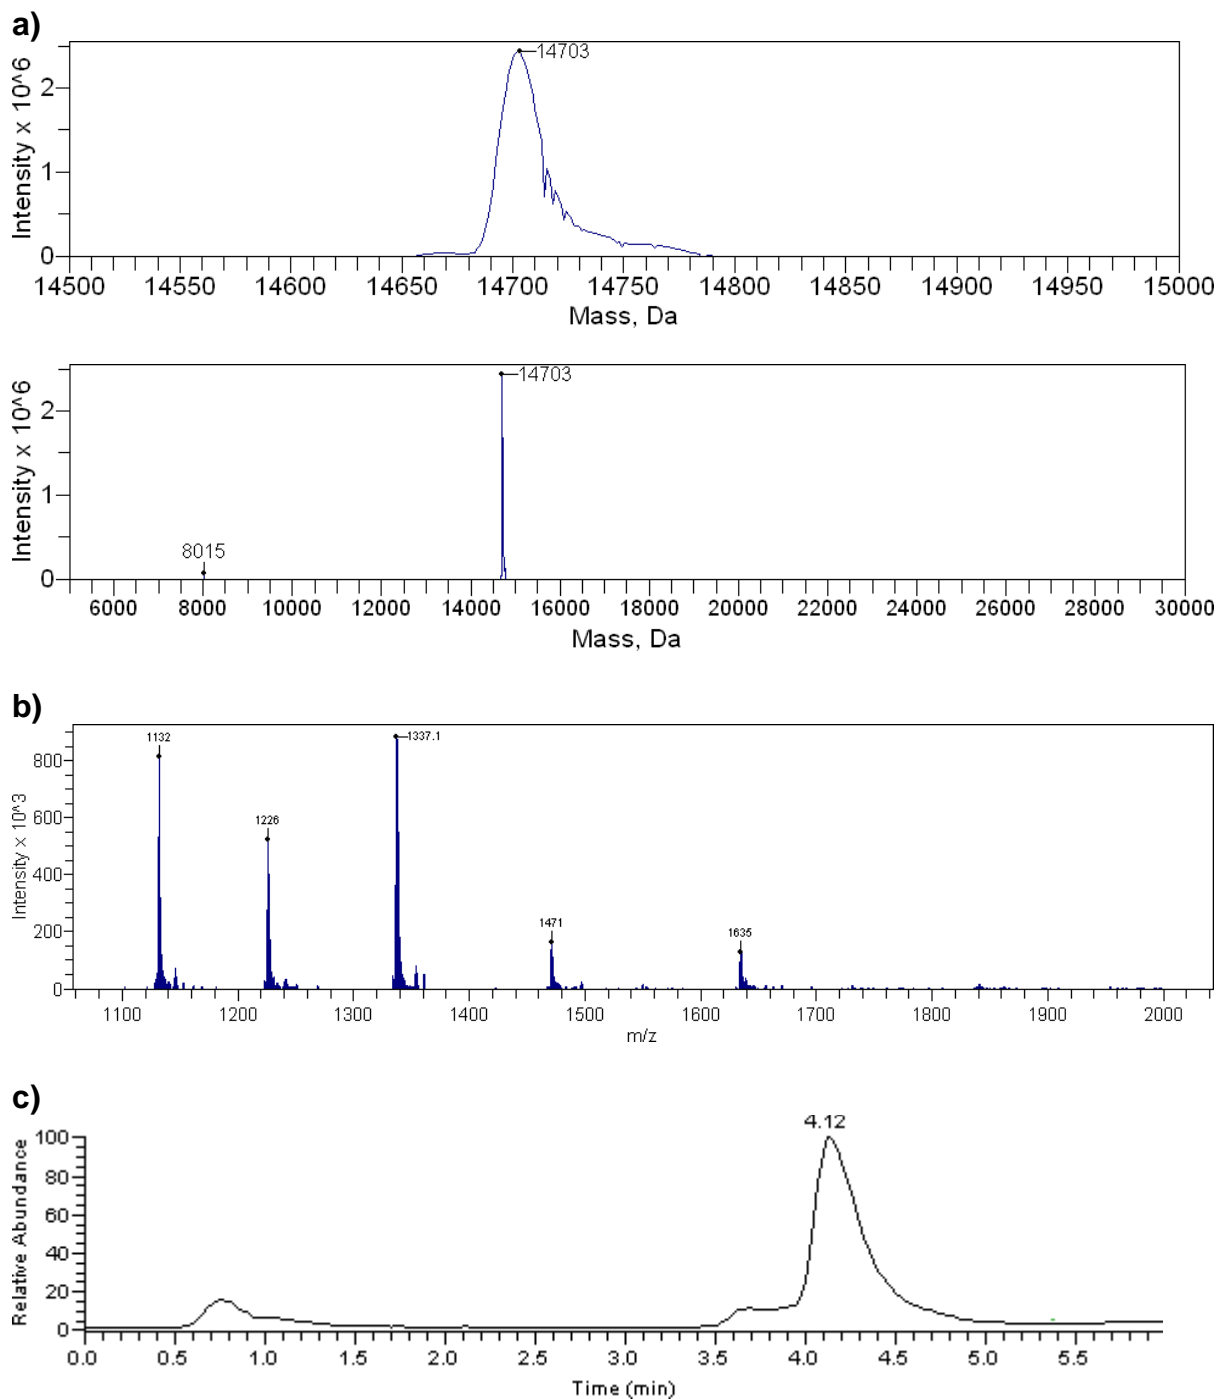 a)
Intensity x 10^6
14703
2
1
0
14500 14550 14600 14650 14700 14750 14800 14850 14900 14950 15000
Mass, Da
Intensity x 10^6
14703
2
1
8015
0
6000 8000 10000 12000 14000 16000 18000 20000 22000 24000 26000 28000 30000
Mass, Da
b)
Intensity x 10^3
1132
1337.1
800
1226
600
400
1471
1635
200
0
1100 1200 1300 1400 1500 1600 1700 1800 1900 2000
m/z
c)
Relative Abundance
4.12
100
80
60
40
20
0
0.0 0.5 1.0 1.5 2.0 2.5 3.0 3.5 4.0 4.5 5.0 5.5
Time (min)